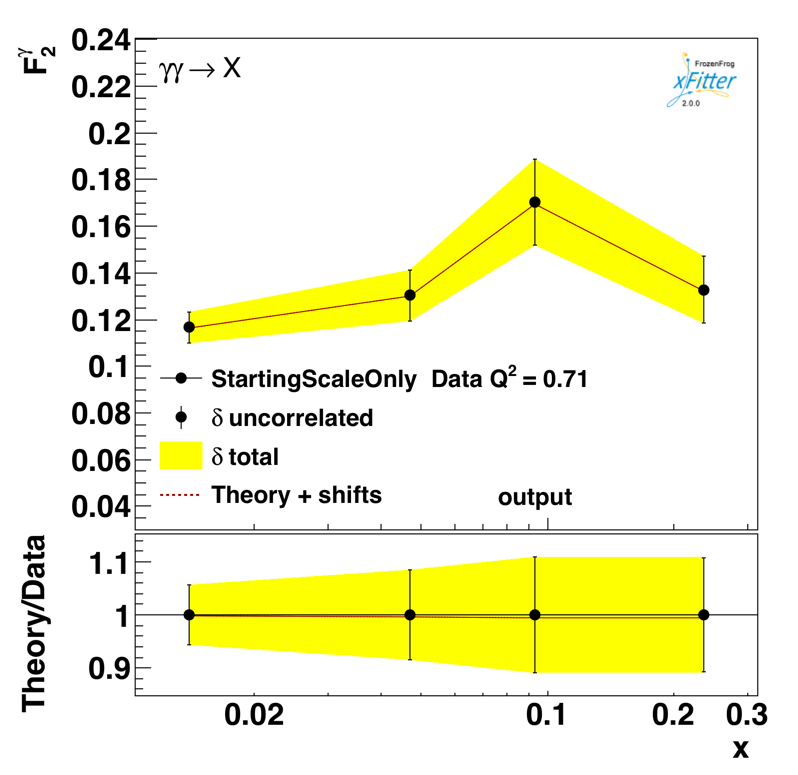 F₂^γ
0.24
0.22
0.2
0.18
0.16
0.14
0.12
0.1
0.08
0.06
0.04
γγ → X
FrozenFrog
xFitter
2.0.0
StartingScaleOnly Data Q² = 0.71
δ uncorrelated
δ total
Theory + shifts
output
Theory/Data
1.1
1
0.9
0.02
0.1
0.2
0.3
x